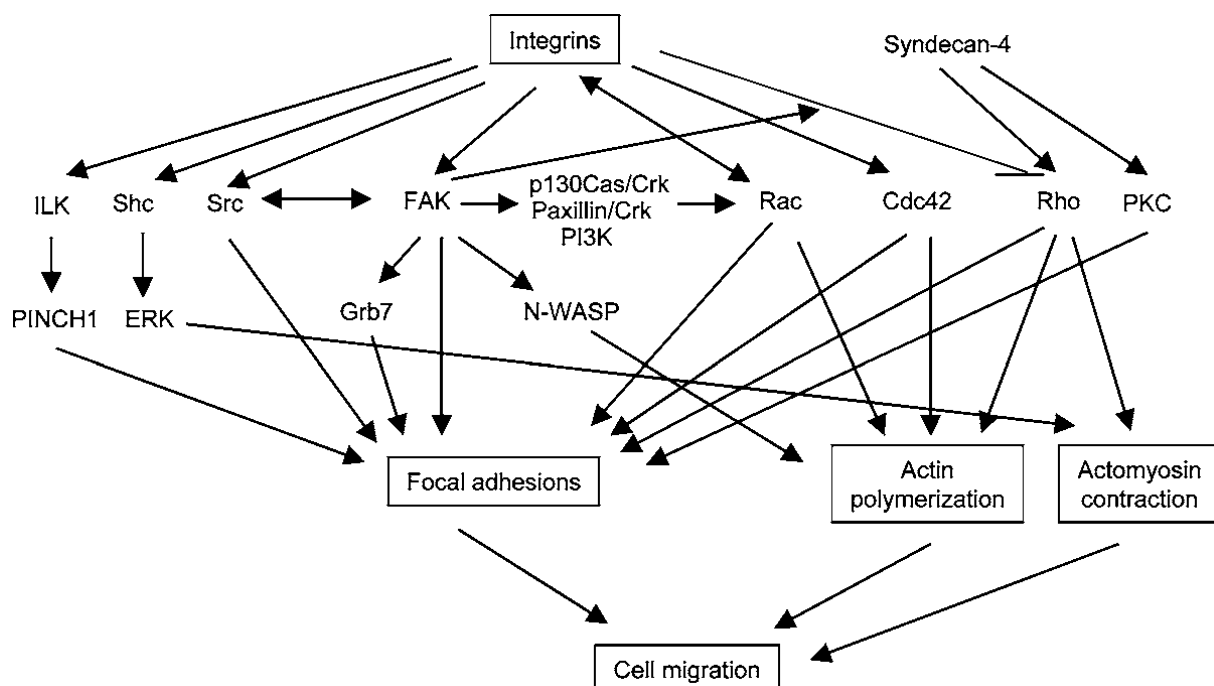 Integrins
Syndecan-4
ILK
Shc
Src
FAK
p130Cas/Crk
Paxillin/Crk
PI3K
Rac
Cdc42
Rho
PKC
PINCH1
ERK
Grb7
N-WASP
Focal adhesions
Actin
polymerization
Actomyosin
contraction
Cell migration